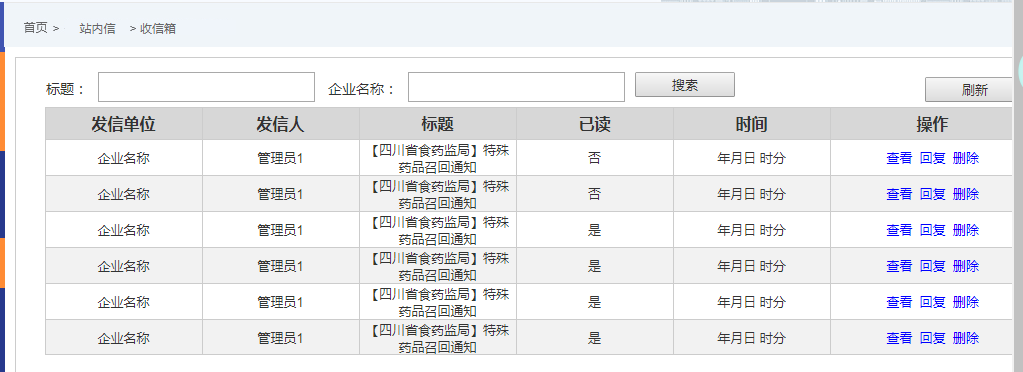 首页 > 站内信 > 收信箱
标题： 企业名称： 搜索 刷新
发信单位 发信人 标题 已读 时间 操作
企业名称 管理员1 【四川省食药监局】特殊 否 年月日 时分 查看 回复 删除
药品召回通知
企业名称 管理员1 【四川省食药监局】特殊 否 年月日 时分 查看 回复 删除
药品召回通知
企业名称 管理员1 【四川省食药监局】特殊 是 年月日 时分 查看 回复 删除
药品召回通知
企业名称 管理员1 【四川省食药监局】特殊 是 年月日 时分 查看 回复 删除
药品召回通知
企业名称 管理员1 【四川省食药监局】特殊 是 年月日 时分 查看 回复 删除
药品召回通知
企业名称 管理员1 【四川省食药监局】特殊 是 年月日 时分 查看 回复 删除
药品召回通知